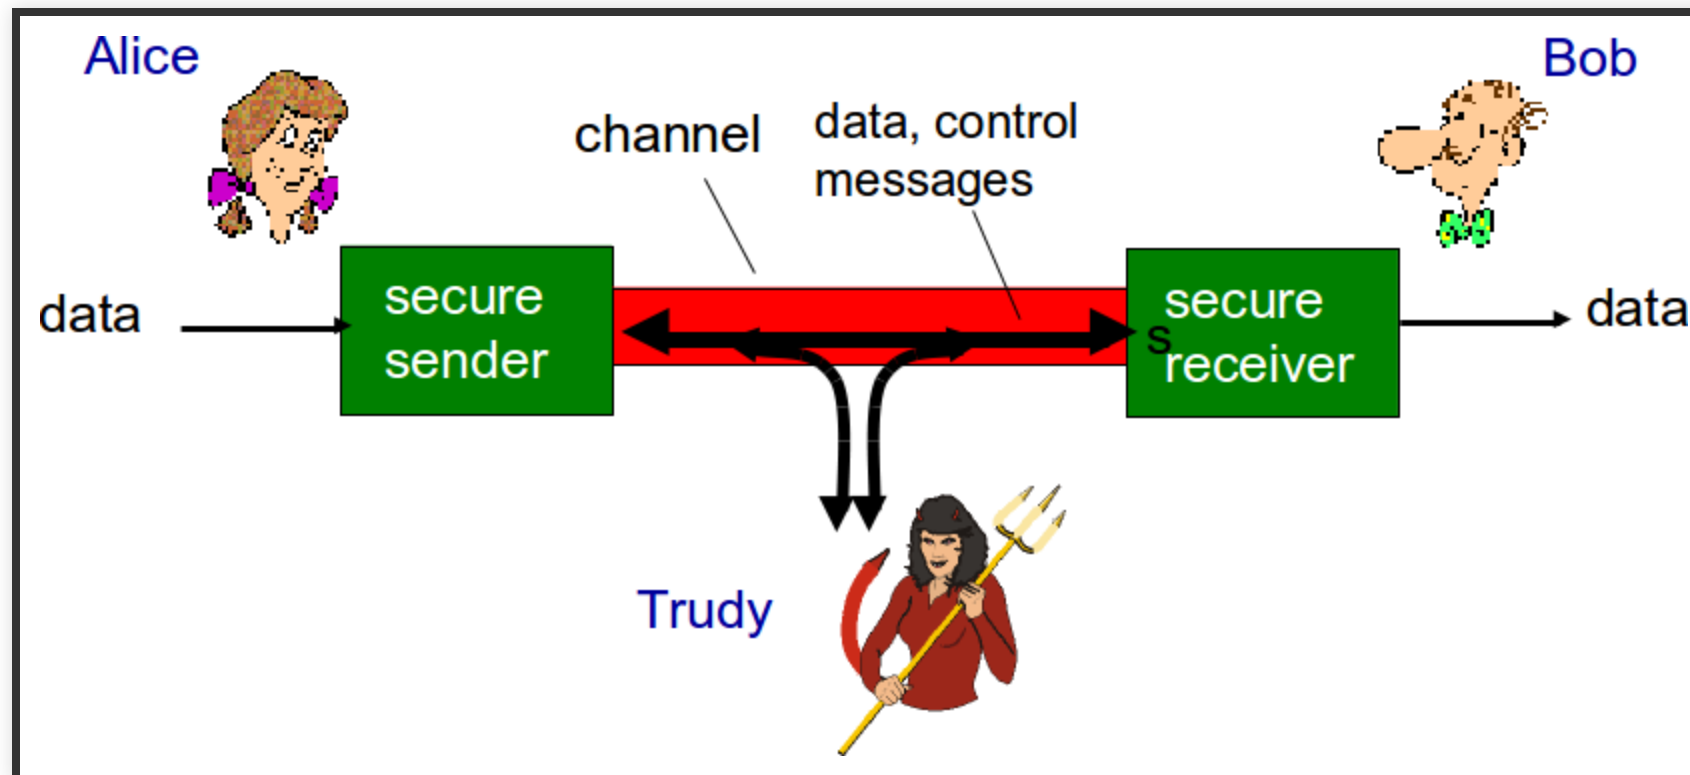 Alice
Bob
channel
data, control
messages
data
secure
sender
s
secure
receiver
data
Trudy